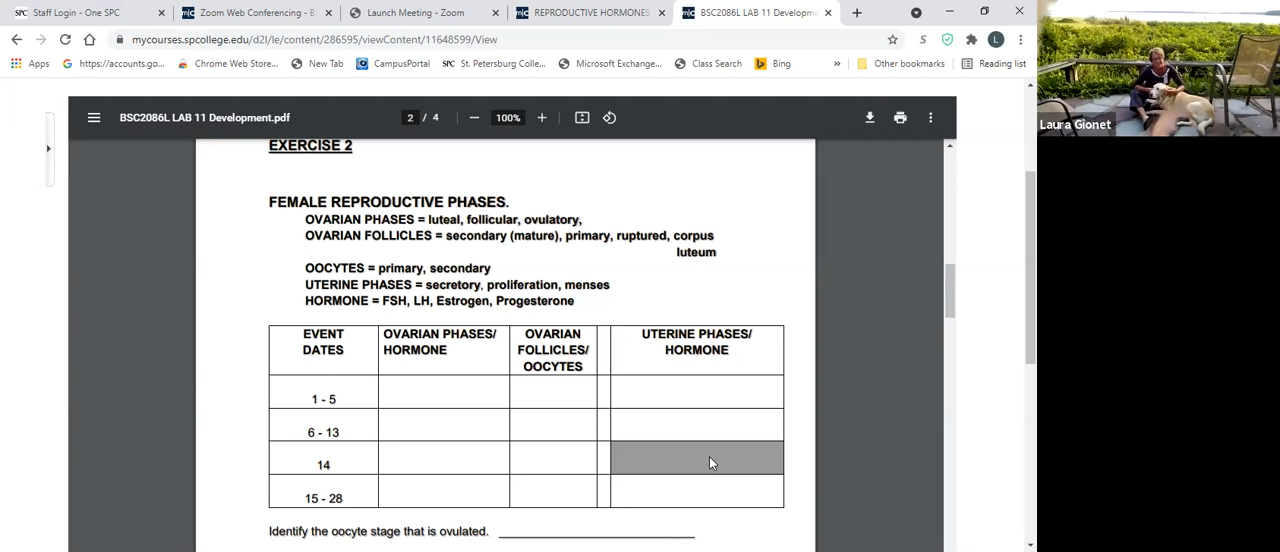 Staff Login - One SPC
Zoom Web Conferencing - BS
Launch Meeting - Zoom
REPRODUCTIVE HORMONES
BSC2086L LAB 11 Developm
mycourses.spcollege.edu/d2l/le/content/286595/viewContent/11648599/View
Apps
https://accounts.go...
Chrome Web Store...
New Tab
CampusPortal
SPC St. Petersburg Colle...
Microsoft Exchange...
Class Search
Bing
Other bookmarks
Reading list
BSC2086L LAB 11 Development.pdf
2 / 4
100%
Laura Gionet
EXERCISE 2
FEMALE REPRODUCTIVE PHASES.
OVARIAN PHASES = luteal, follicular, ovulatory,
OVARIAN FOLLICLES = secondary (mature), primary, ruptured, corpus
luteum
OOCYTES = primary, secondary
UTERINE PHASES = secretory, proliferation, menses
HORMONE = FSH, LH, Estrogen, Progesterone
EVENT DATES
OVARIAN PHASES/ HORMONE
OVARIAN FOLLICLES/ OOCYTES
UTERINE PHASES/ HORMONE
1 - 5
6 - 13
14
15 - 28
Identify the oocyte stage that is ovulated.